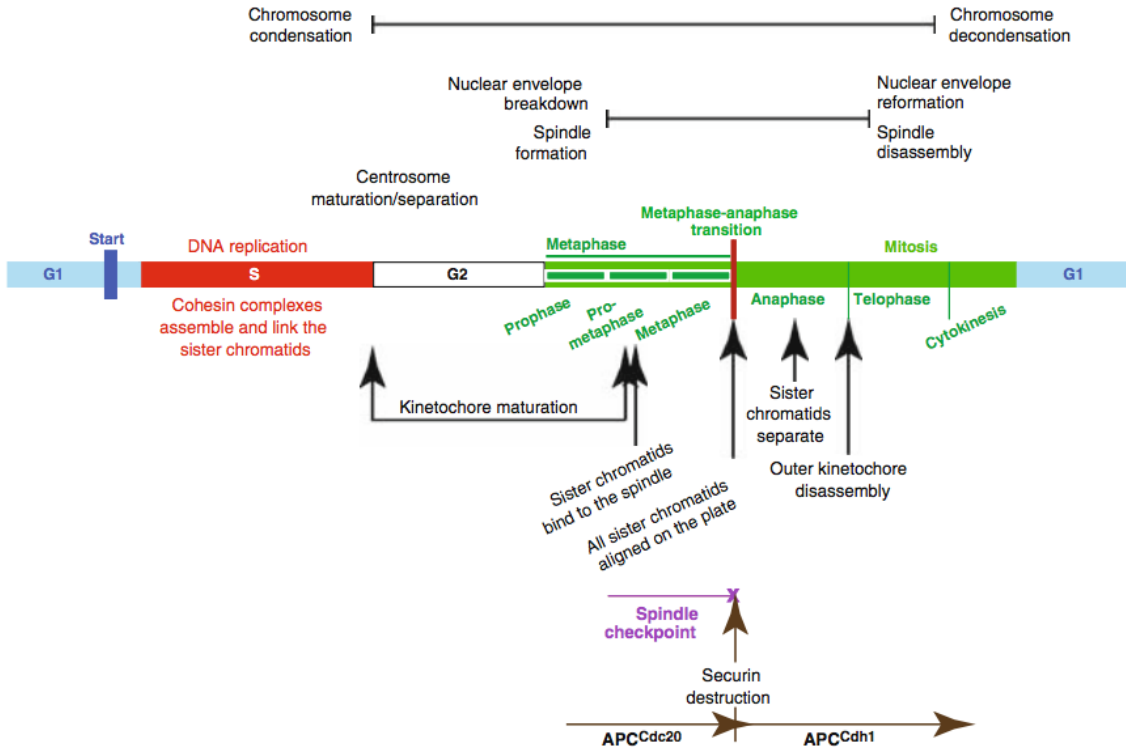 Chromosome
condensation
Chromosome
decondensation
Nuclear envelope
breakdown
Spindle
formation
Nuclear envelope
reformation
Spindle
disassembly
Centrosome
maturation/separation
Metaphase-anaphase
transition
Start
DNA replication
Metaphase
Mitosis
G1
S
G2
G1
Cohesin complexes
assemble and link the
sister chromatids
Prophase
Pro-
metaphase
Metaphase
Anaphase
Telophase
Cytokinesis
Kinetochore maturation
Sister chromatids
bind to the spindle
All sister chromatids
aligned on the plate
Sister
chromatids
separate
Outer kinetochore
disassembly
Spindle
checkpoint
X
Securin
destruction
APCCdc20
APCCdh1